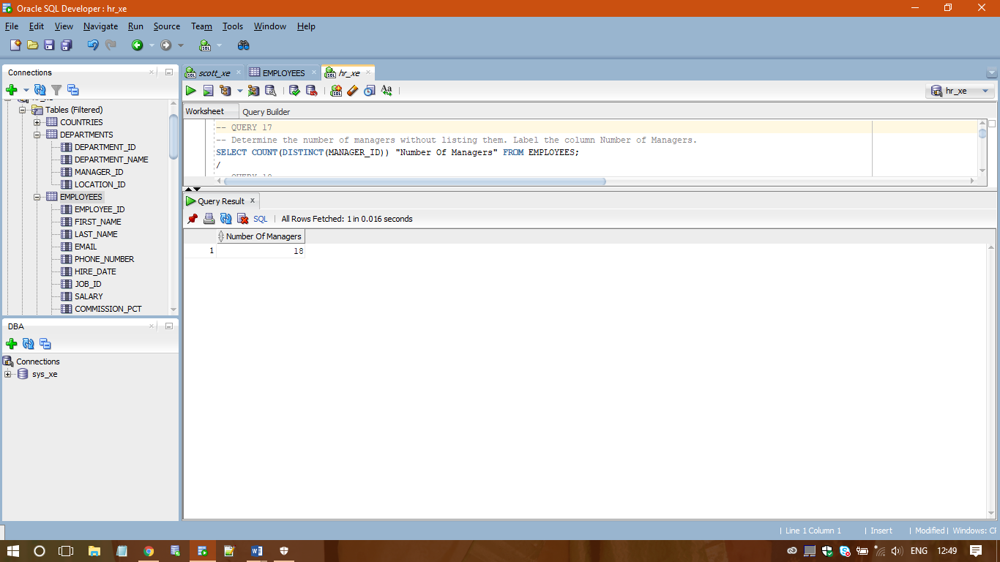 Oracle SQL Developer : hr_xe
File Edit View Navigate Run Source Team Tools Window Help
Connections
Tables (Filtered)
COUNTRIES
DEPARTMENTS
DEPARTMENT_ID
DEPARTMENT_NAME
MANAGER_ID
LOCATION_ID
EMPLOYEES
EMPLOYEE_ID
FIRST_NAME
LAST_NAME
EMAIL
PHONE_NUMBER
HIRE_DATE
JOB_ID
SALARY
COMMISSION_PCT
DBA
Connections
sys_xe
scott_xe EMPLOYEES hr_xe
hr_xe
Worksheet Query Builder
-- QUERY 17
-- Determine the number of managers without listing them. Label the column Number of Managers.
SELECT COUNT(DISTINCT(MANAGER_ID)) "Number Of Managers" FROM EMPLOYEES;
/
Query Result x
SQL | All Rows Fetched: 1 in 0.016 seconds
Number Of Managers
1 18
| Line 1 Column 1 | Insert | Modified | Windows: CF
ENG 12:49